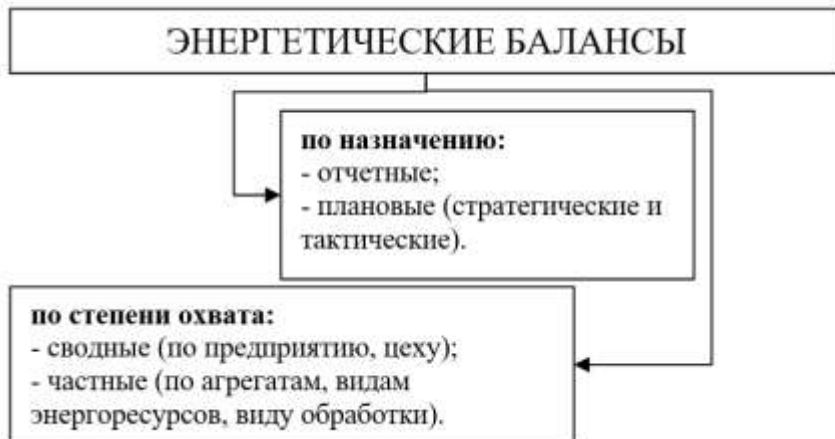 ЭНЕРГЕТИЧЕСКИЕ БАЛАНСЫ
по назначению:
- отчетные;
- плановые (стратегические и
тактические).
по степени охвата:
- сводные (по предприятию, цеху);
- частные (по агрегатам, видам
энергоресурсов, виду обработки).